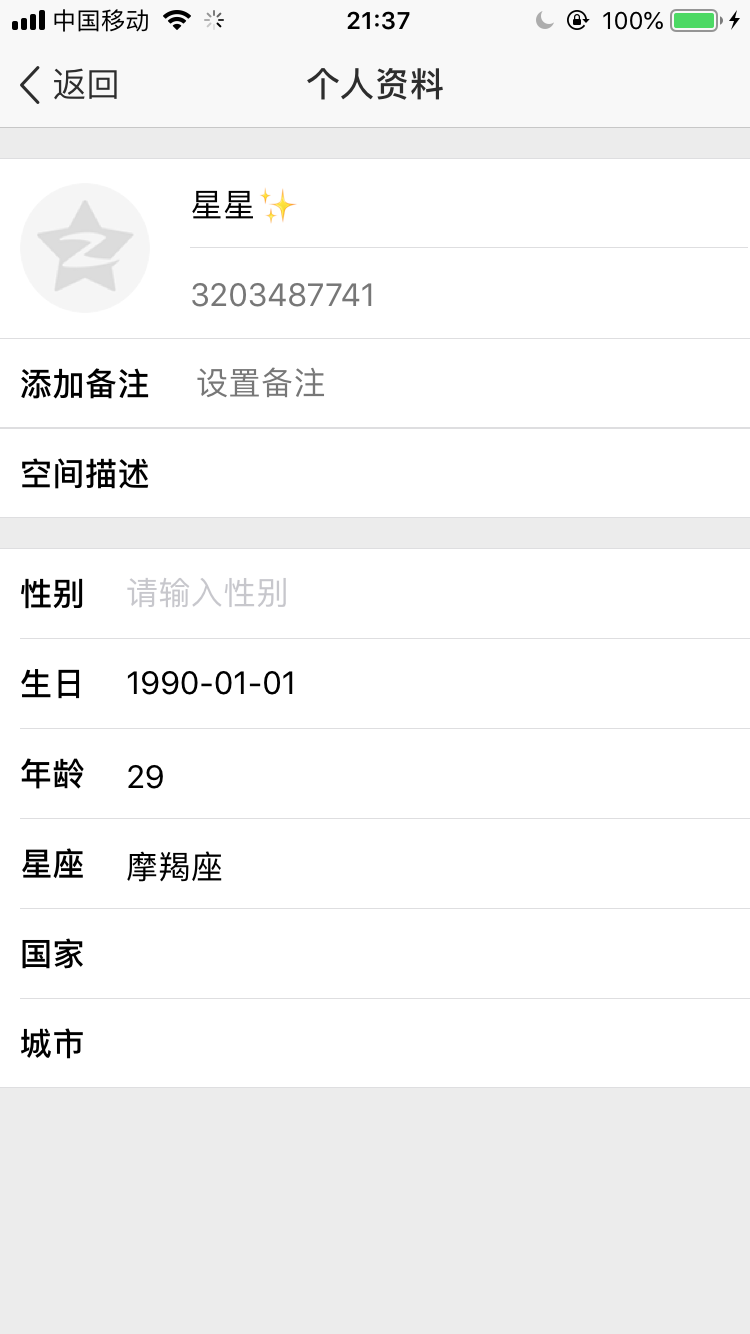 中国移动 21:37 100%
返回 个人资料
星星✨
3203487741
添加备注 设置备注
空间描述
性别 请输入性别
生日 1990-01-01
年龄 29
星座 摩羯座
国家
城市